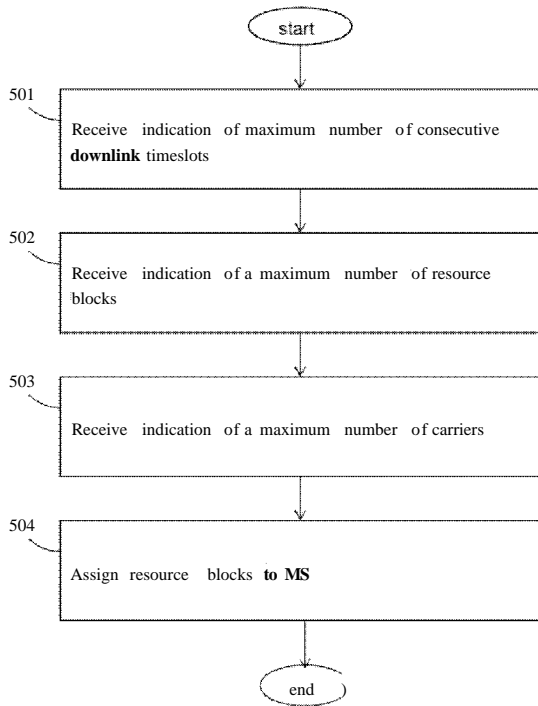 start
501
Receive indication of maximum number of consecutive
downlink timeslots
502
Receive indication of a maximum number of resource
blocks
503
Receive indication of a maximum number of carriers
504
Assign resource blocks to MS
end )